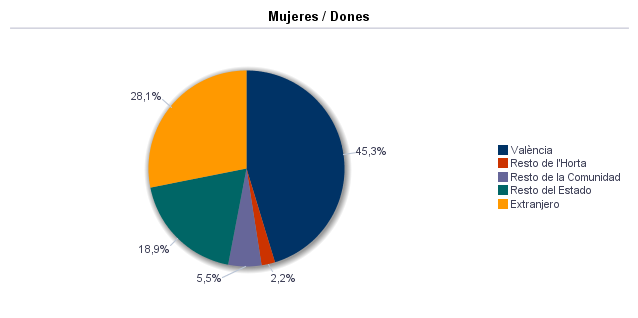 Mujeres / Dones
28,1%
45,3%
18,9%
5,5%
2,2%
València
Resto de l'Horta
Resto de la Comunidad
Resto del Estado
Extranjero